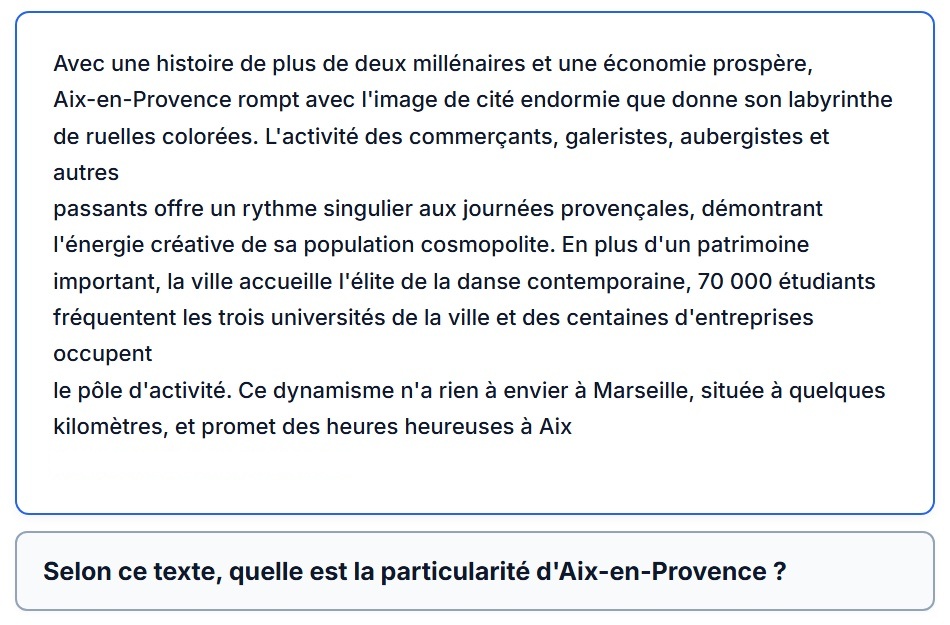 Avec une histoire de plus de deux millénaires et une économie prospère,
Aix-en-Provence rompt avec l'image de cité endormie que donne son labyrinthe
de ruelles colorées. L'activité des commerçants, galeristes, aubergistes et
autres
passants offre un rythme singulier aux journées provençales, démontrant
l'énergie créative de sa population cosmopolite. En plus d'un patrimoine
important, la ville accueille l'élite de la danse contemporaine, 70 000 étudiants
fréquentent les trois universités de la ville et des centaines d'entreprises
occupent
le pôle d'activité. Ce dynamisme n'a rien à envier à Marseille, située à quelques
kilomètres, et promet des heures heureuses à Aix
Selon ce texte, quelle est la particularité d'Aix-en-Provence ?